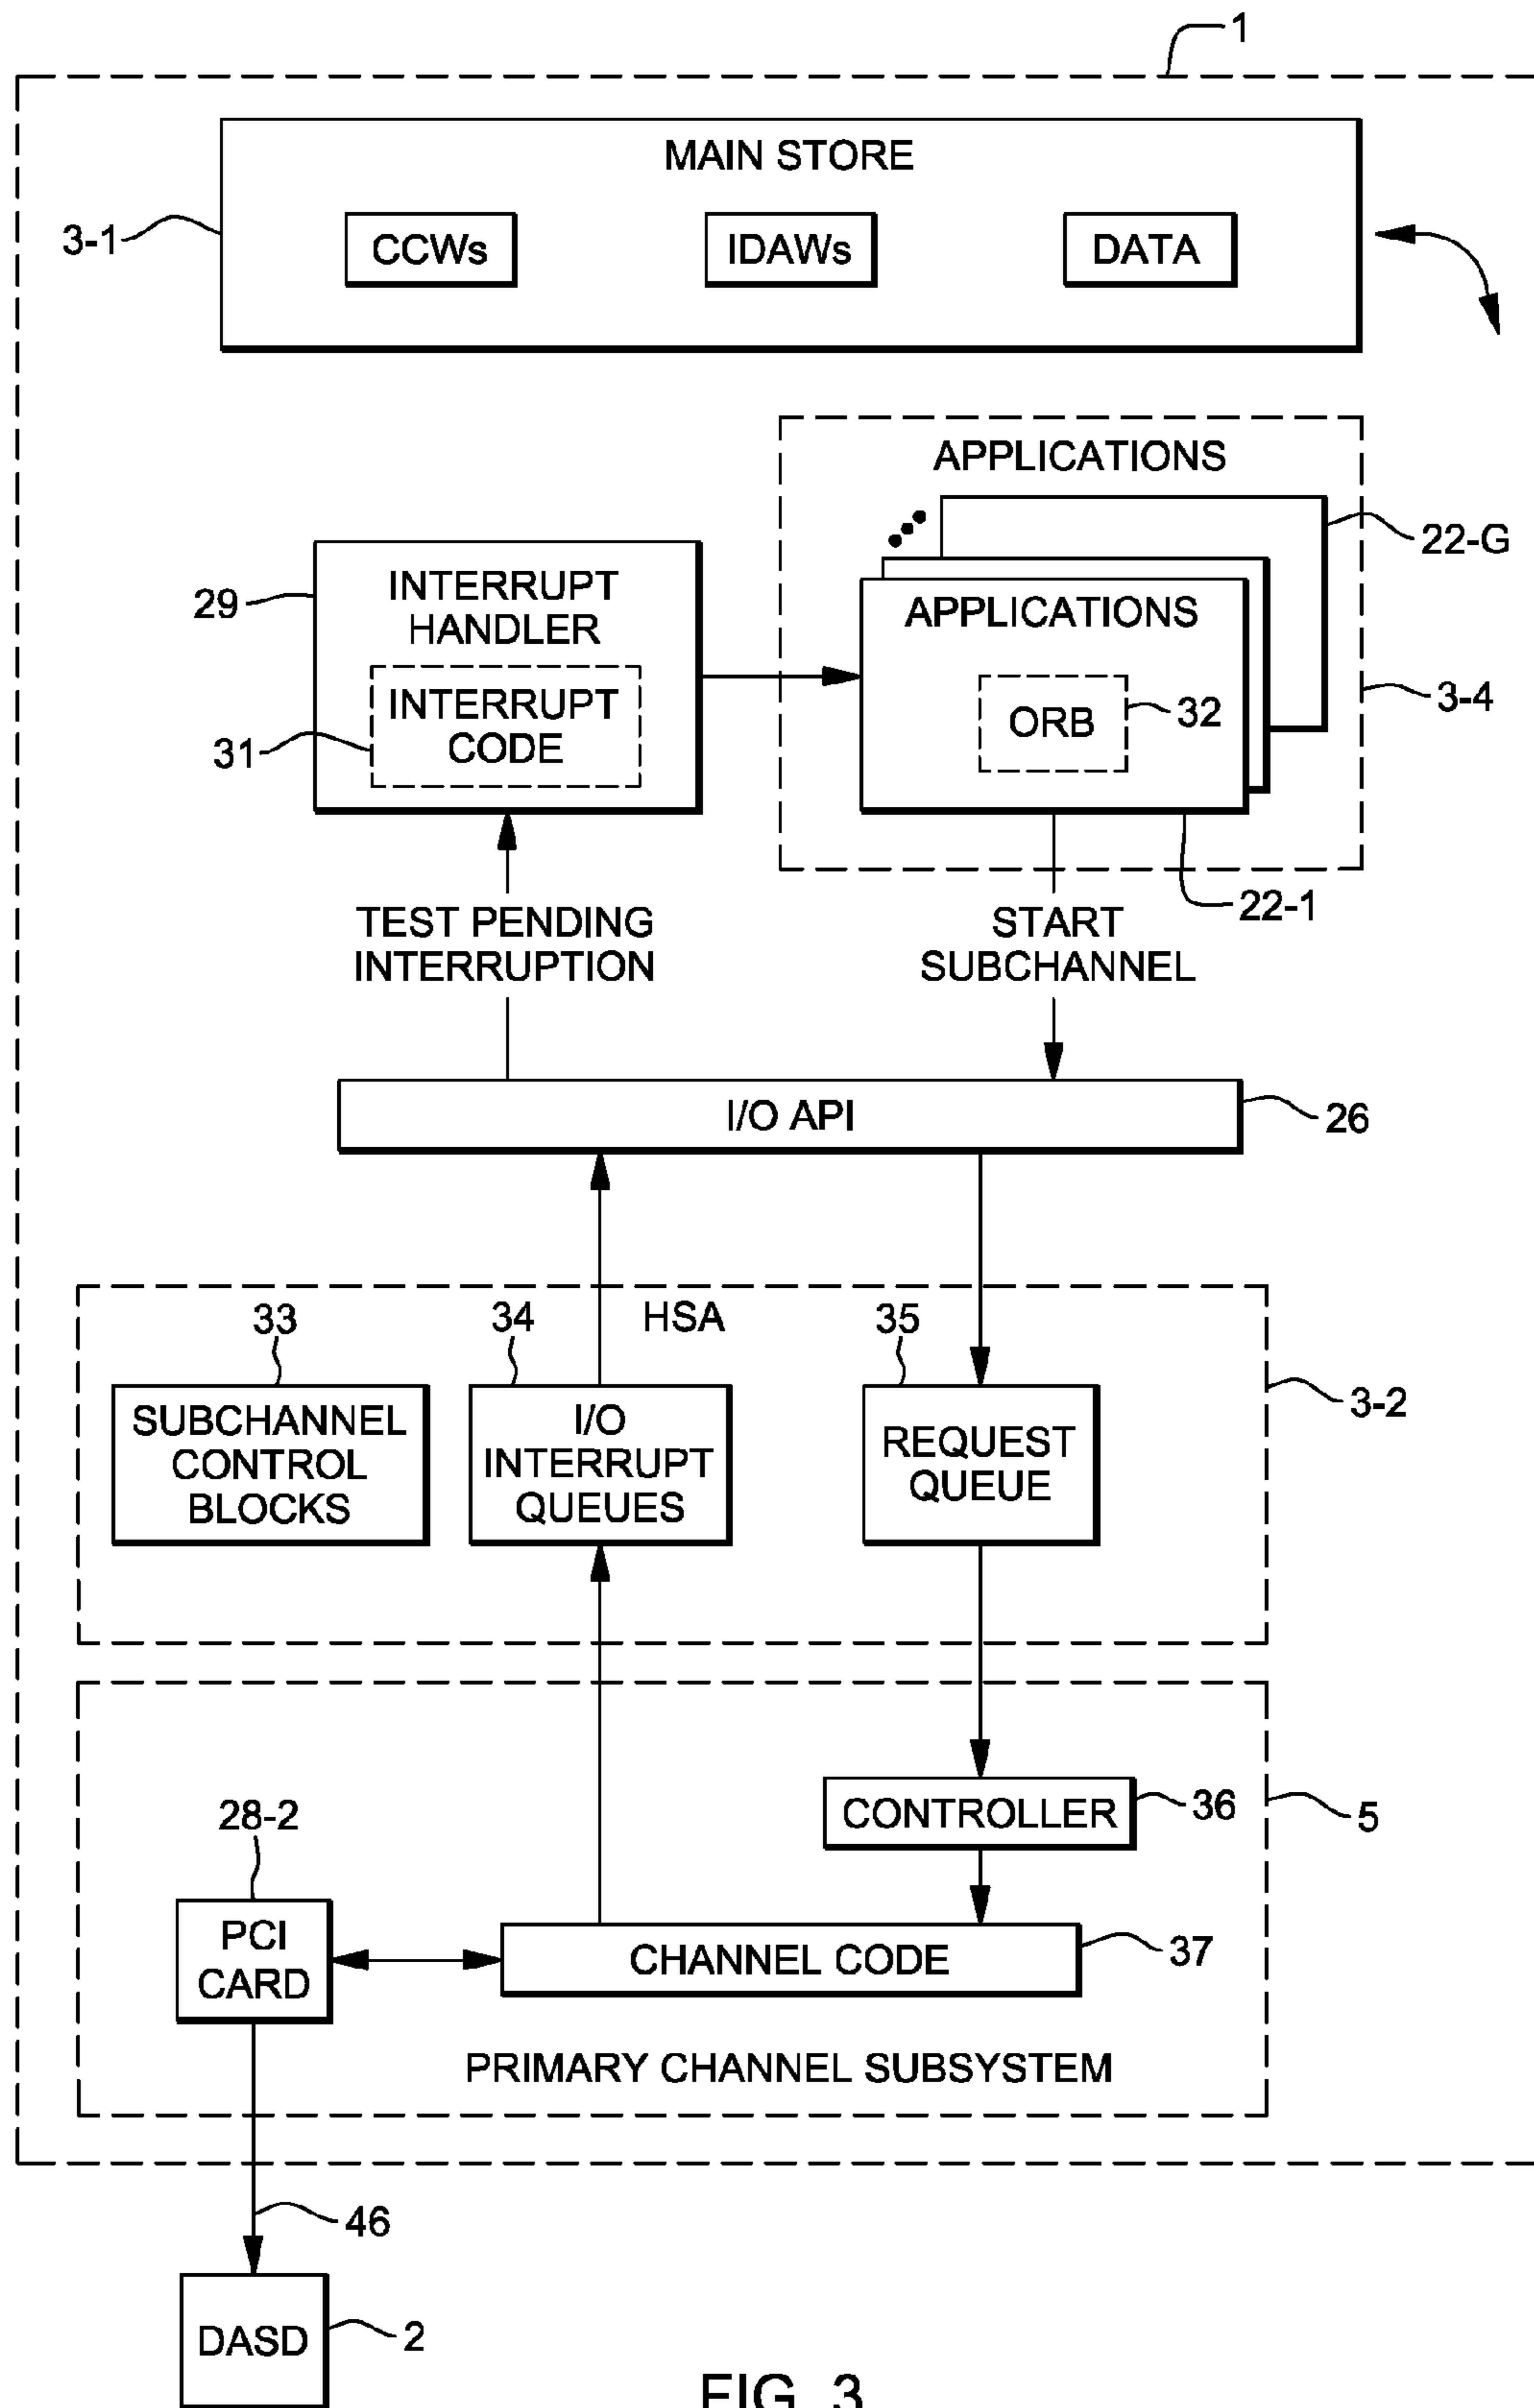 1
MAIN STORE
3-1
CCWs
IDAWs
DATA
APPLICATIONS
22-G
29
INTERRUPT
HANDLER
APPLICATIONS
3-4
INTERRUPT
CODE
31
ORB
32
22-1
TEST PENDING
INTERRUPTION
START
SUBCHANNEL
I/O API
26
33
34
HSA
35
3-2
SUBCHANNEL
CONTROL
BLOCKS
I/O
INTERRUPT
QUEUES
REQUEST
QUEUE
CONTROLLER
36
5
28-2
PCI
CARD
CHANNEL CODE
37
PRIMARY CHANNEL SUBSYSTEM
46
DASD
2
FIG. 3